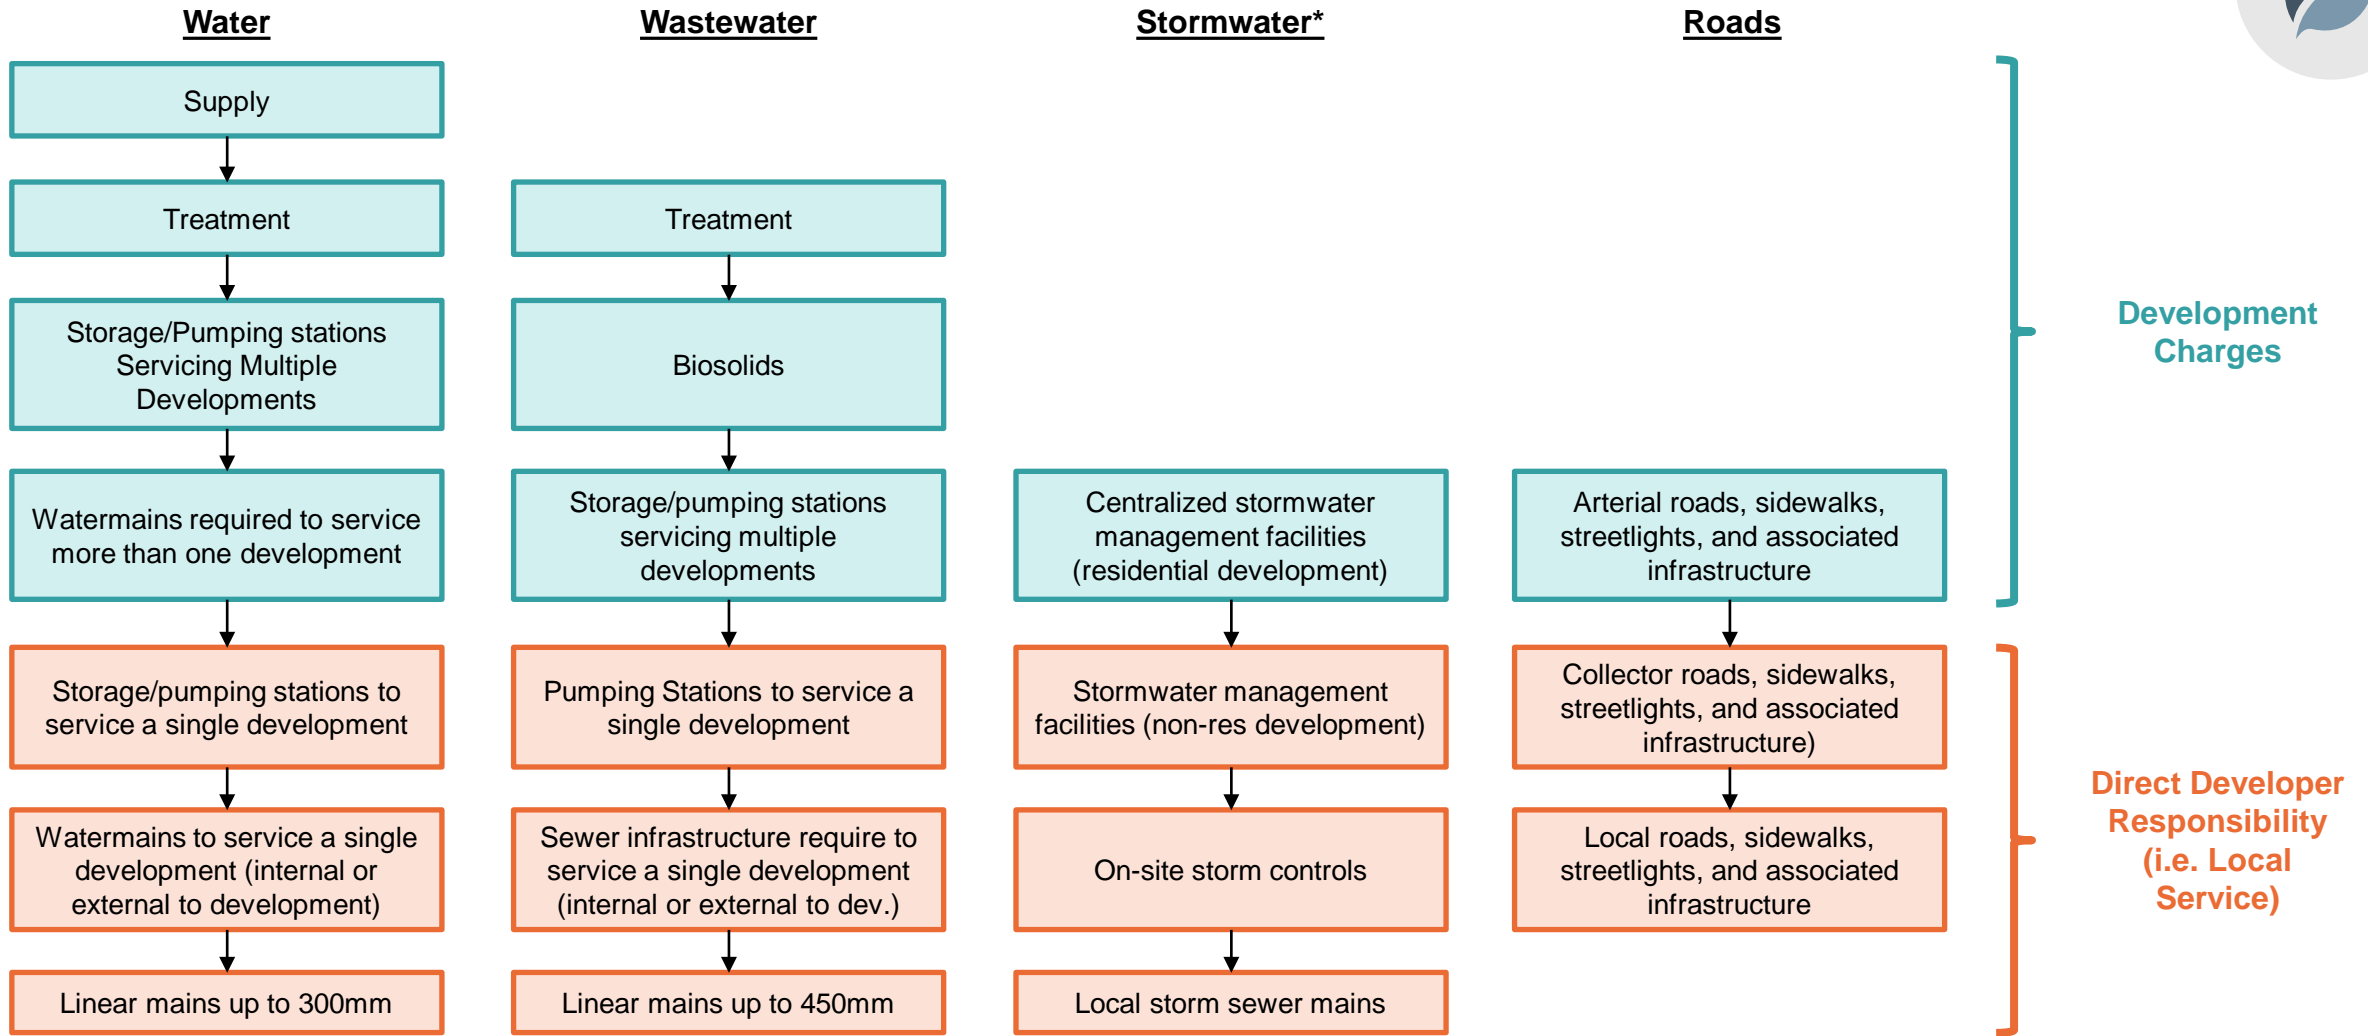 Water
Supply
Treatment
Storage/Pumping stations
Servicing Multiple
Developments
Watermains required to service
more than one development
Storage/pumping stations to
service a single development
Watermains to service a single
development (internal or
external to development)
Linear mains up to 300mm
Wastewater
Treatment
Biosolids
Storage/pumping stations
servicing multiple
developments
Pumping Stations to service a
single development
Sewer infrastructure require to
service a single development
(internal or external to dev.)
Linear mains up to 450mm
Stormwater*
Centralized stormwater
management facilities
(residential development)
Stormwater management
facilities (non-res development)
On-site storm controls
Local storm sewer mains
Roads
Arterial roads, sidewalks,
streetlights, and associated
infrastructure
Collector roads, sidewalks,
streetlights, and associated
infrastructure)
Local roads, sidewalks,
streetlights, and associated
infrastructure
Development
Charges
Direct Developer
Responsibility
(i.e. Local
Service)